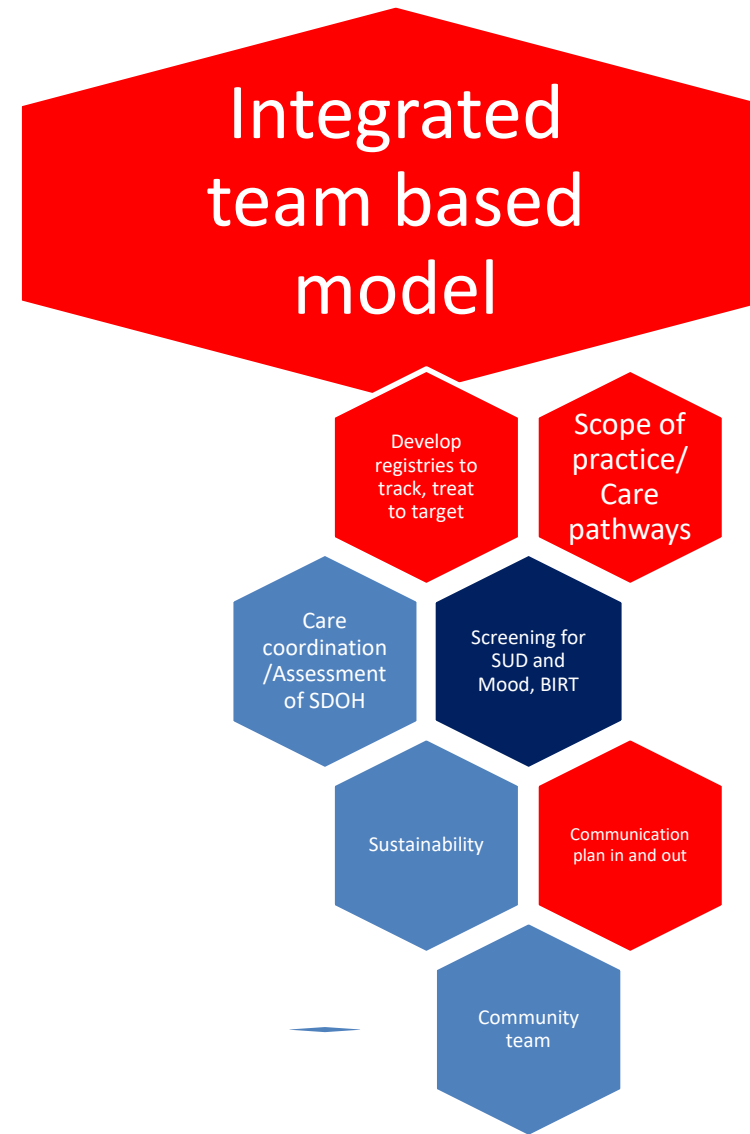 Integrated
team based
model
Develop
registries to
track, treat
to target
Scope of
practice/
Care
pathways
Care
coordination
/Assessment
of SDOH
Screening for
SUD and
Mood, BIRT
Sustainability
Communication
plan in and out
Community
team